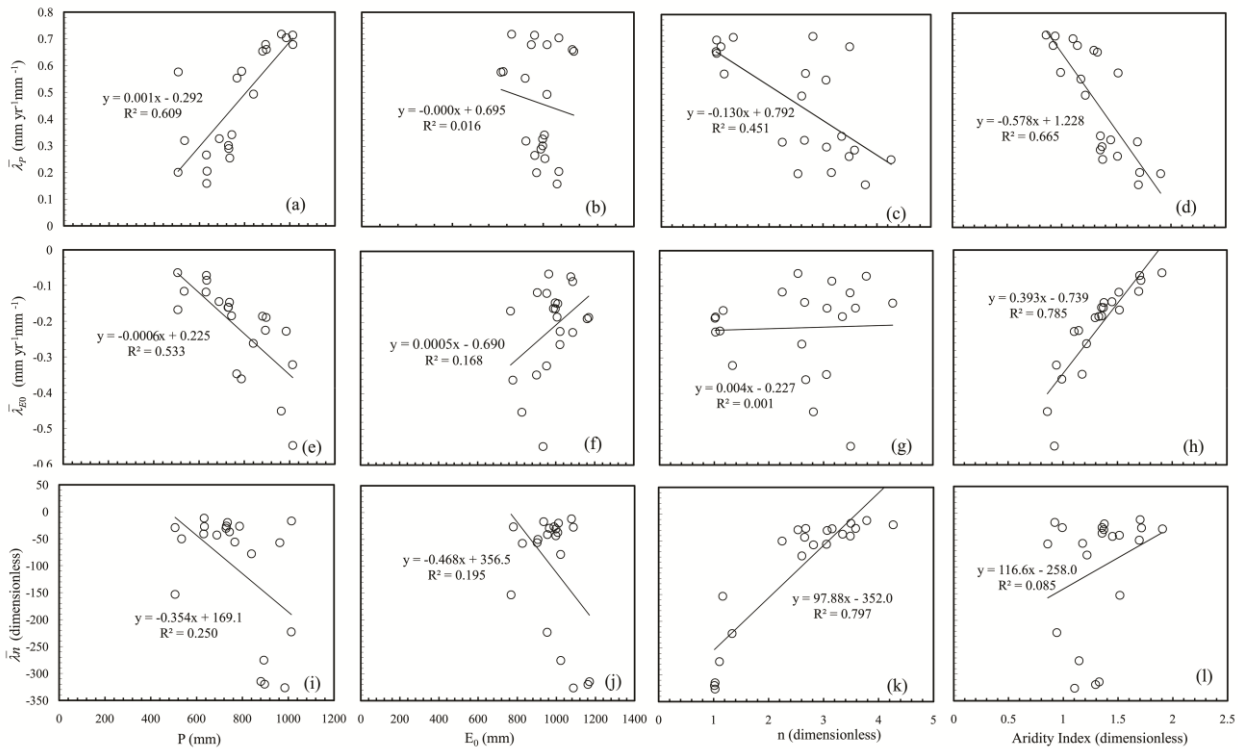 0.8
0.7
0.6
0.5
0.4
0.3
0.2
0.1
0
λ̄P (mm yr-1mm-1)
y = 0.001x - 0.292
R² = 0.609
(a)
y = -0.000x + 0.695
R² = 0.016
(b)
y = -0.130x + 0.792
R² = 0.451
(c)
y = -0.578x + 1.228
R² = 0.665
(d)
0
-0.1
-0.2
-0.3
-0.4
-0.5
-0.6
λ̄E0 (mm yr-1mm-1)
y = -0.0006x + 0.225
R² = 0.533
(e)
y = 0.0005x - 0.690
R² = 0.168
(f)
y = 0.004x - 0.227
R² = 0.001
(g)
y = 0.393x - 0.739
R² = 0.785
(h)
50
0
-50
-100
-150
-200
-250
-300
-350
λ̄n (dimensionless)
y = -0.354x + 169.1
R² = 0.250
(i)
y = -0.468x + 356.5
R² = 0.195
(j)
y = 97.88x - 352.0
R² = 0.797
(k)
y = 116.6x - 258.0
R² = 0.085
(l)
0 200 400 600 800 1000 1200
P (mm)
0 200 400 600 800 1000 1200 1400
E0 (mm)
0 1 2 3 4 5
n (dimensionless)
0 0.5 1 1.5 2 2.5
Aridity Index (dimensionless)